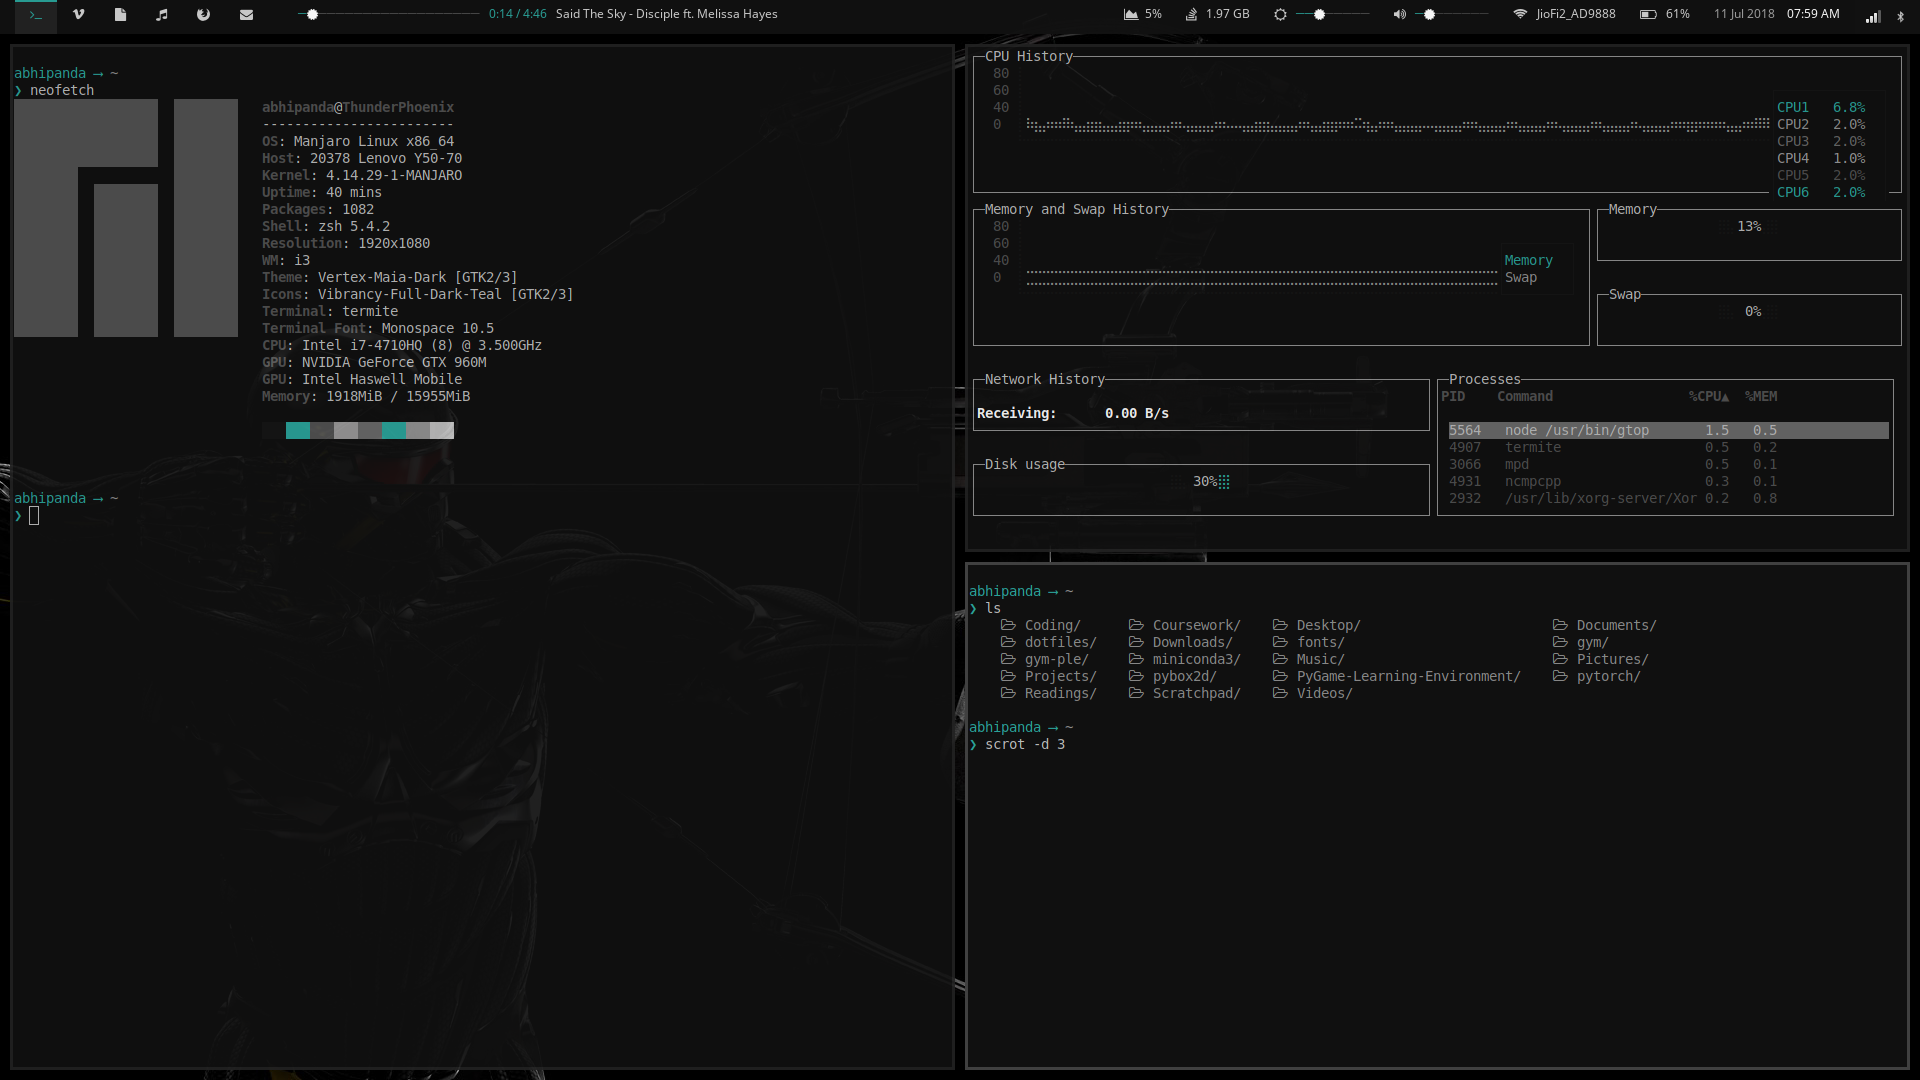 0:14 / 4:46 Said The Sky - Disciple ft. Melissa Hayes 5% 1.97 GB JioFi2_AD9888 61% 11 Jul 2018 07:59 AM
abhipanda → ~
❯ neofetch
abhipanda@ThunderPhoenix
------------------------
OS: Manjaro Linux x86_64
Host: 20378 Lenovo Y50-70
Kernel: 4.14.29-1-MANJARO
Uptime: 40 mins
Packages: 1082
Shell: zsh 5.4.2
Resolution: 1920x1080
WM: i3
Theme: Vertex-Maia-Dark [GTK2/3]
Icons: Vibrancy-Full-Dark-Teal [GTK2/3]
Terminal: termite
Terminal Font: Monospace 10.5
CPU: Intel i7-4710HQ (8) @ 3.500GHz
GPU: NVIDIA GeForce GTX 960M
GPU: Intel Haswell Mobile
Memory: 1918MiB / 15955MiB
abhipanda → ~
❯
CPU History
80
60
40
0
CPU1 6.8%
CPU2 2.0%
CPU3 2.0%
CPU4 1.0%
CPU5 2.0%
CPU6 2.0%
Memory and Swap History
80
60
40
0
Memory
Swap
Memory
13%
Swap
0%
Network History
Receiving: 0.00 B/s
Disk usage
30%
Processes
PID Command %CPU▲ %MEM
5564 node /usr/bin/gtop 1.5 0.5
4907 termite 0.5 0.2
3066 mpd 0.5 0.1
4931 ncmpcpp 0.3 0.1
2932 /usr/lib/xorg-server/Xor 0.2 0.8
abhipanda → ~
❯ ls
Coding/ Coursework/ Desktop/ Documents/
dotfiles/ Downloads/ fonts/ gym/
gym-ple/ miniconda3/ Music/ Pictures/
Projects/ pybox2d/ PyGame-Learning-Environment/ pytorch/
Readings/ Scratchpad/ Videos/
abhipanda → ~
❯ scrot -d 3